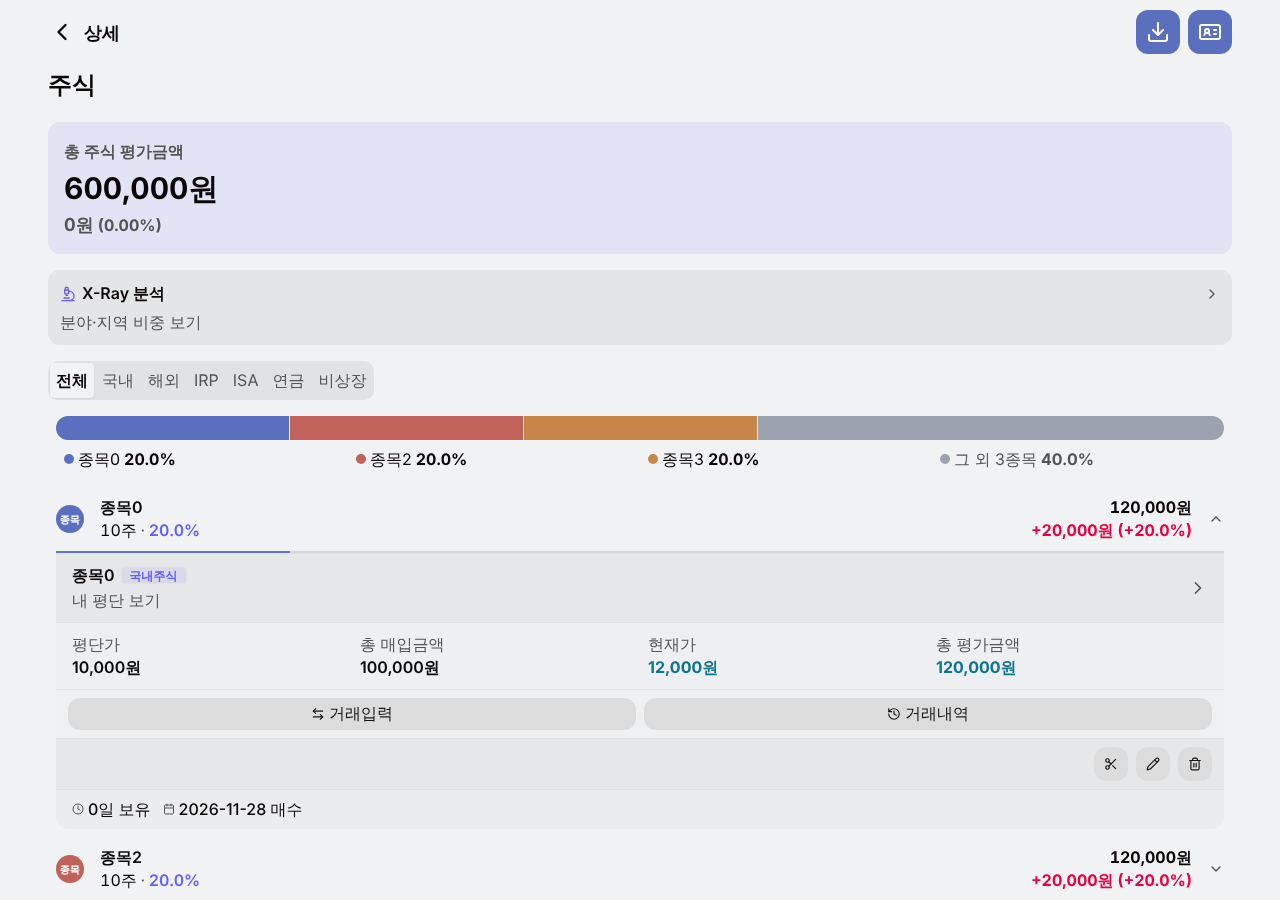 상세
주식
총 주식 평가금액
600,000원
0원 (0.00%)
X-Ray 분석
분야·지역 비중 보기
전체 국내 해외 IRP ISA 연금 비상장
종목0 20.0% 종목2 20.0% 종목3 20.0% 그 외 3종목 40.0%
종목 종목0 120,000원
10주 · 20.0% +20,000원 (+20.0%)
종목0 국내주식
내 평단 보기
평단가 총 매입금액 현재가 총 평가금액
10,000원 100,000원 12,000원 120,000원
거래입력 거래내역
0일 보유 2026-11-28 매수
종목 종목2 120,000원
10주 · 20.0% +20,000원 (+20.0%)